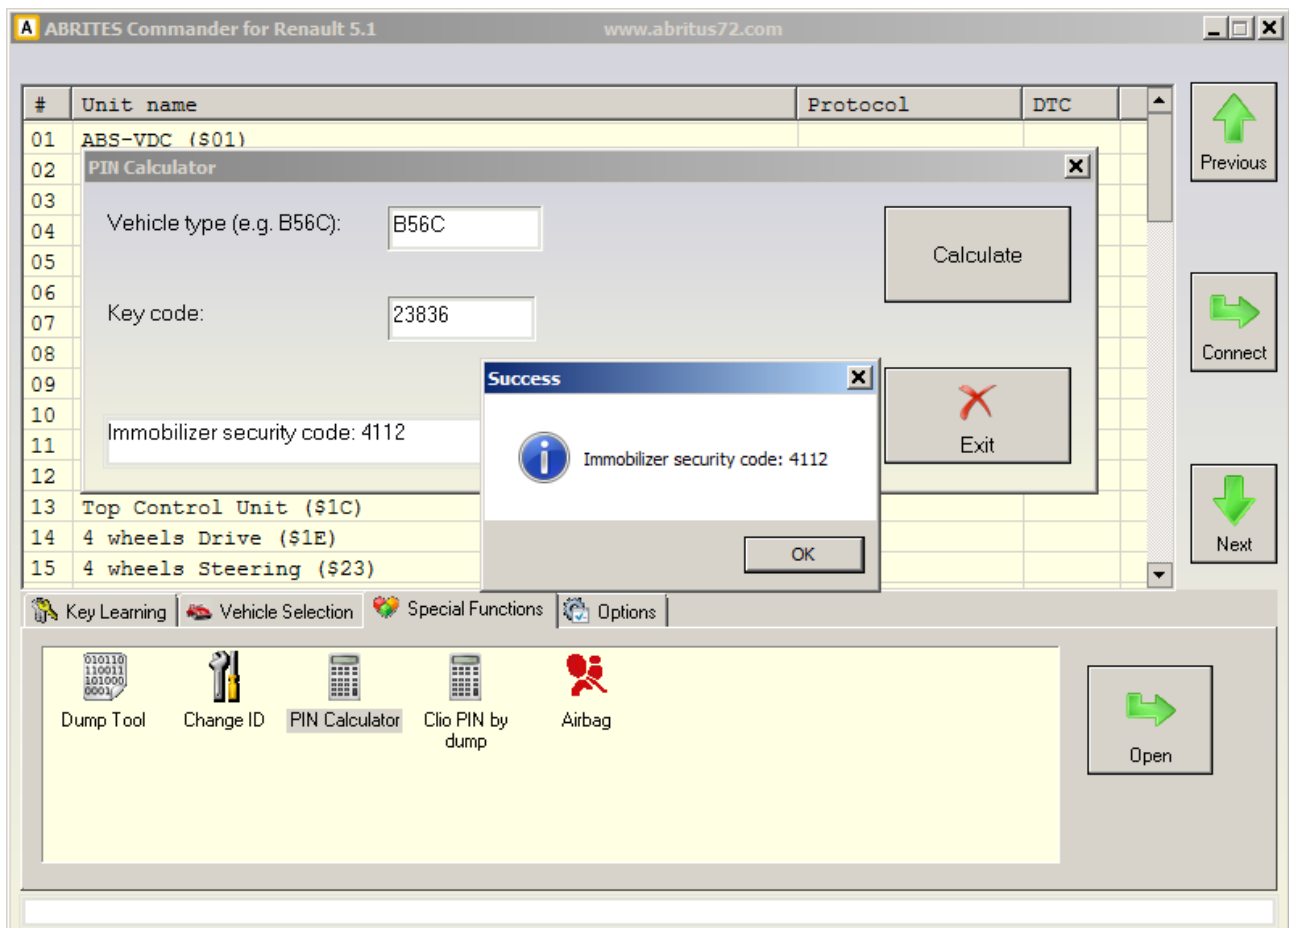 A ABRITES Commander for Renault 5.1 www.abritus72.com
# Unit name Protocol DTC
01 ABS-VDC ($01)
02
03
04
05
06
07
08
09
10
11
12
13 Top Control Unit ($1C)
14 4 wheels Drive ($1E)
15 4 wheels Steering ($23)
PIN Calculator
Vehicle type (e.g. B56C): B56C
Key code: 23836
Immobilizer security code: 4112
Calculate
Exit
Success
Immobilizer security code: 4112
OK
Previous
Connect
Next
Key Learning Vehicle Selection Special Functions Options
010110
110011
101000
0001
Dump Tool
Change ID
PIN Calculator
Clio PIN by
dump
Airbag
Open